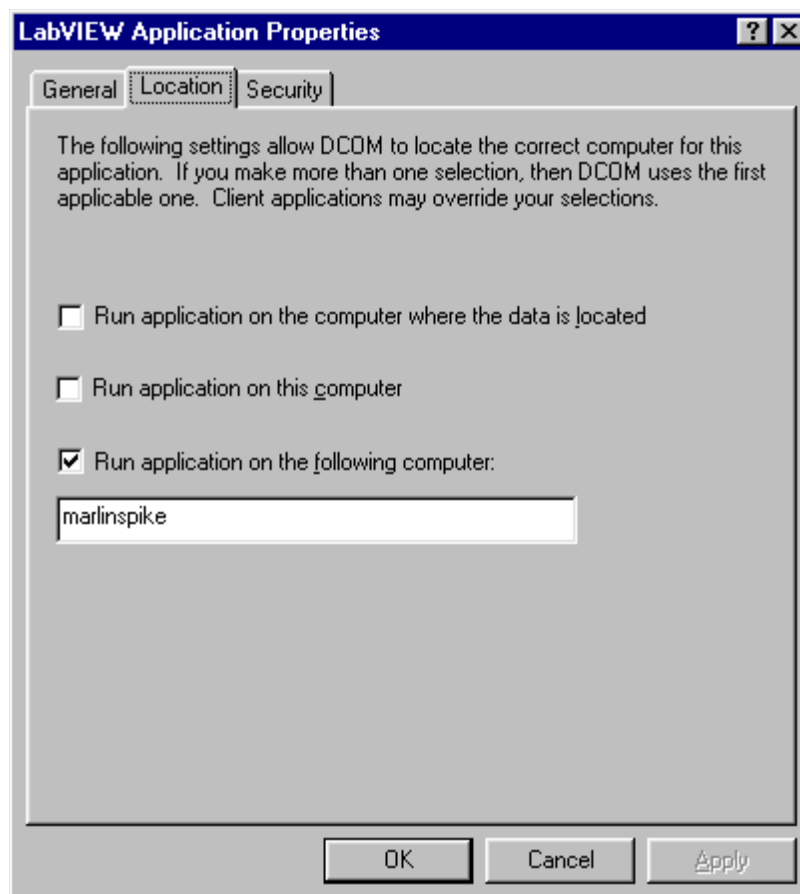 LabVIEW Application Properties
General Location Security
The following settings allow DCOM to locate the correct computer for this
application. If you make more than one selection, then DCOM uses the first
applicable one. Client applications may override your selections.
Run application on the computer where the data is located
Run application on this computer
Run application on the following computer:
marlinspike
OK Cancel Apply